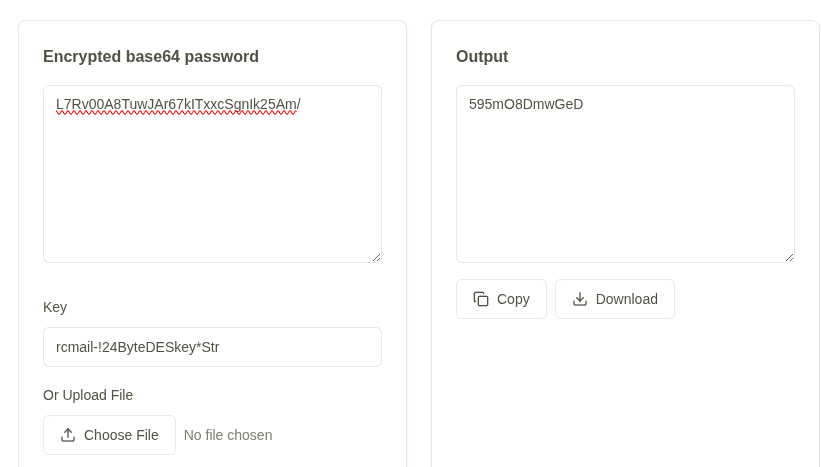 Encrypted base64 password
L7Rv00A8TuwJAr67kITxxcSgnIk25Am/
Key
rcmail-!24ByteDESkey*Str
Or Upload File
Choose File No file chosen
Output
595mO8DmwGeD
Copy Download